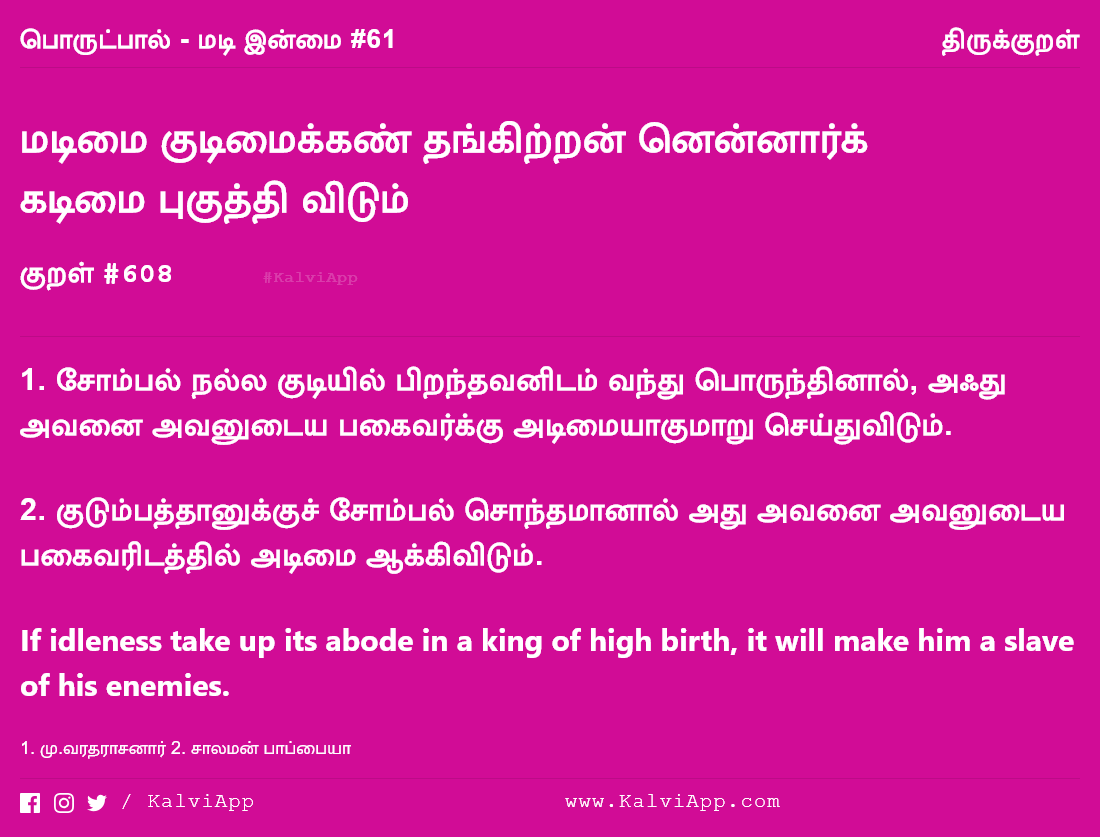 பொருட்பால் - மடி இன்மை #61 திருக்குறள்
மடிமை குடிமைக்கண் தங்கிற்றன் னென்னார்க்
கடிமை புகுத்தி விடும்
குறள் #608 #KalviApp
1. சோம்பல் நல்ல குடியில் பிறந்தவனிடம் வந்து பொருந்தினால், அஃது
அவனை அவனுடைய பகைவர்க்கு அடிமையாகுமாறு செய்துவிடும்.
2. குடும்பத்தானுக்குச் சோம்பல் சொந்தமானால் அது அவனை அவனுடைய
பகைவரிடத்தில் அடிமை ஆக்கிவிடும்.
If idleness take up its abode in a king of high birth, it will make him a slave
of his enemies.
1. மு.வரதராசனார் 2. சாலமன் பாப்பையா
/ KalviApp www.KalviApp.com